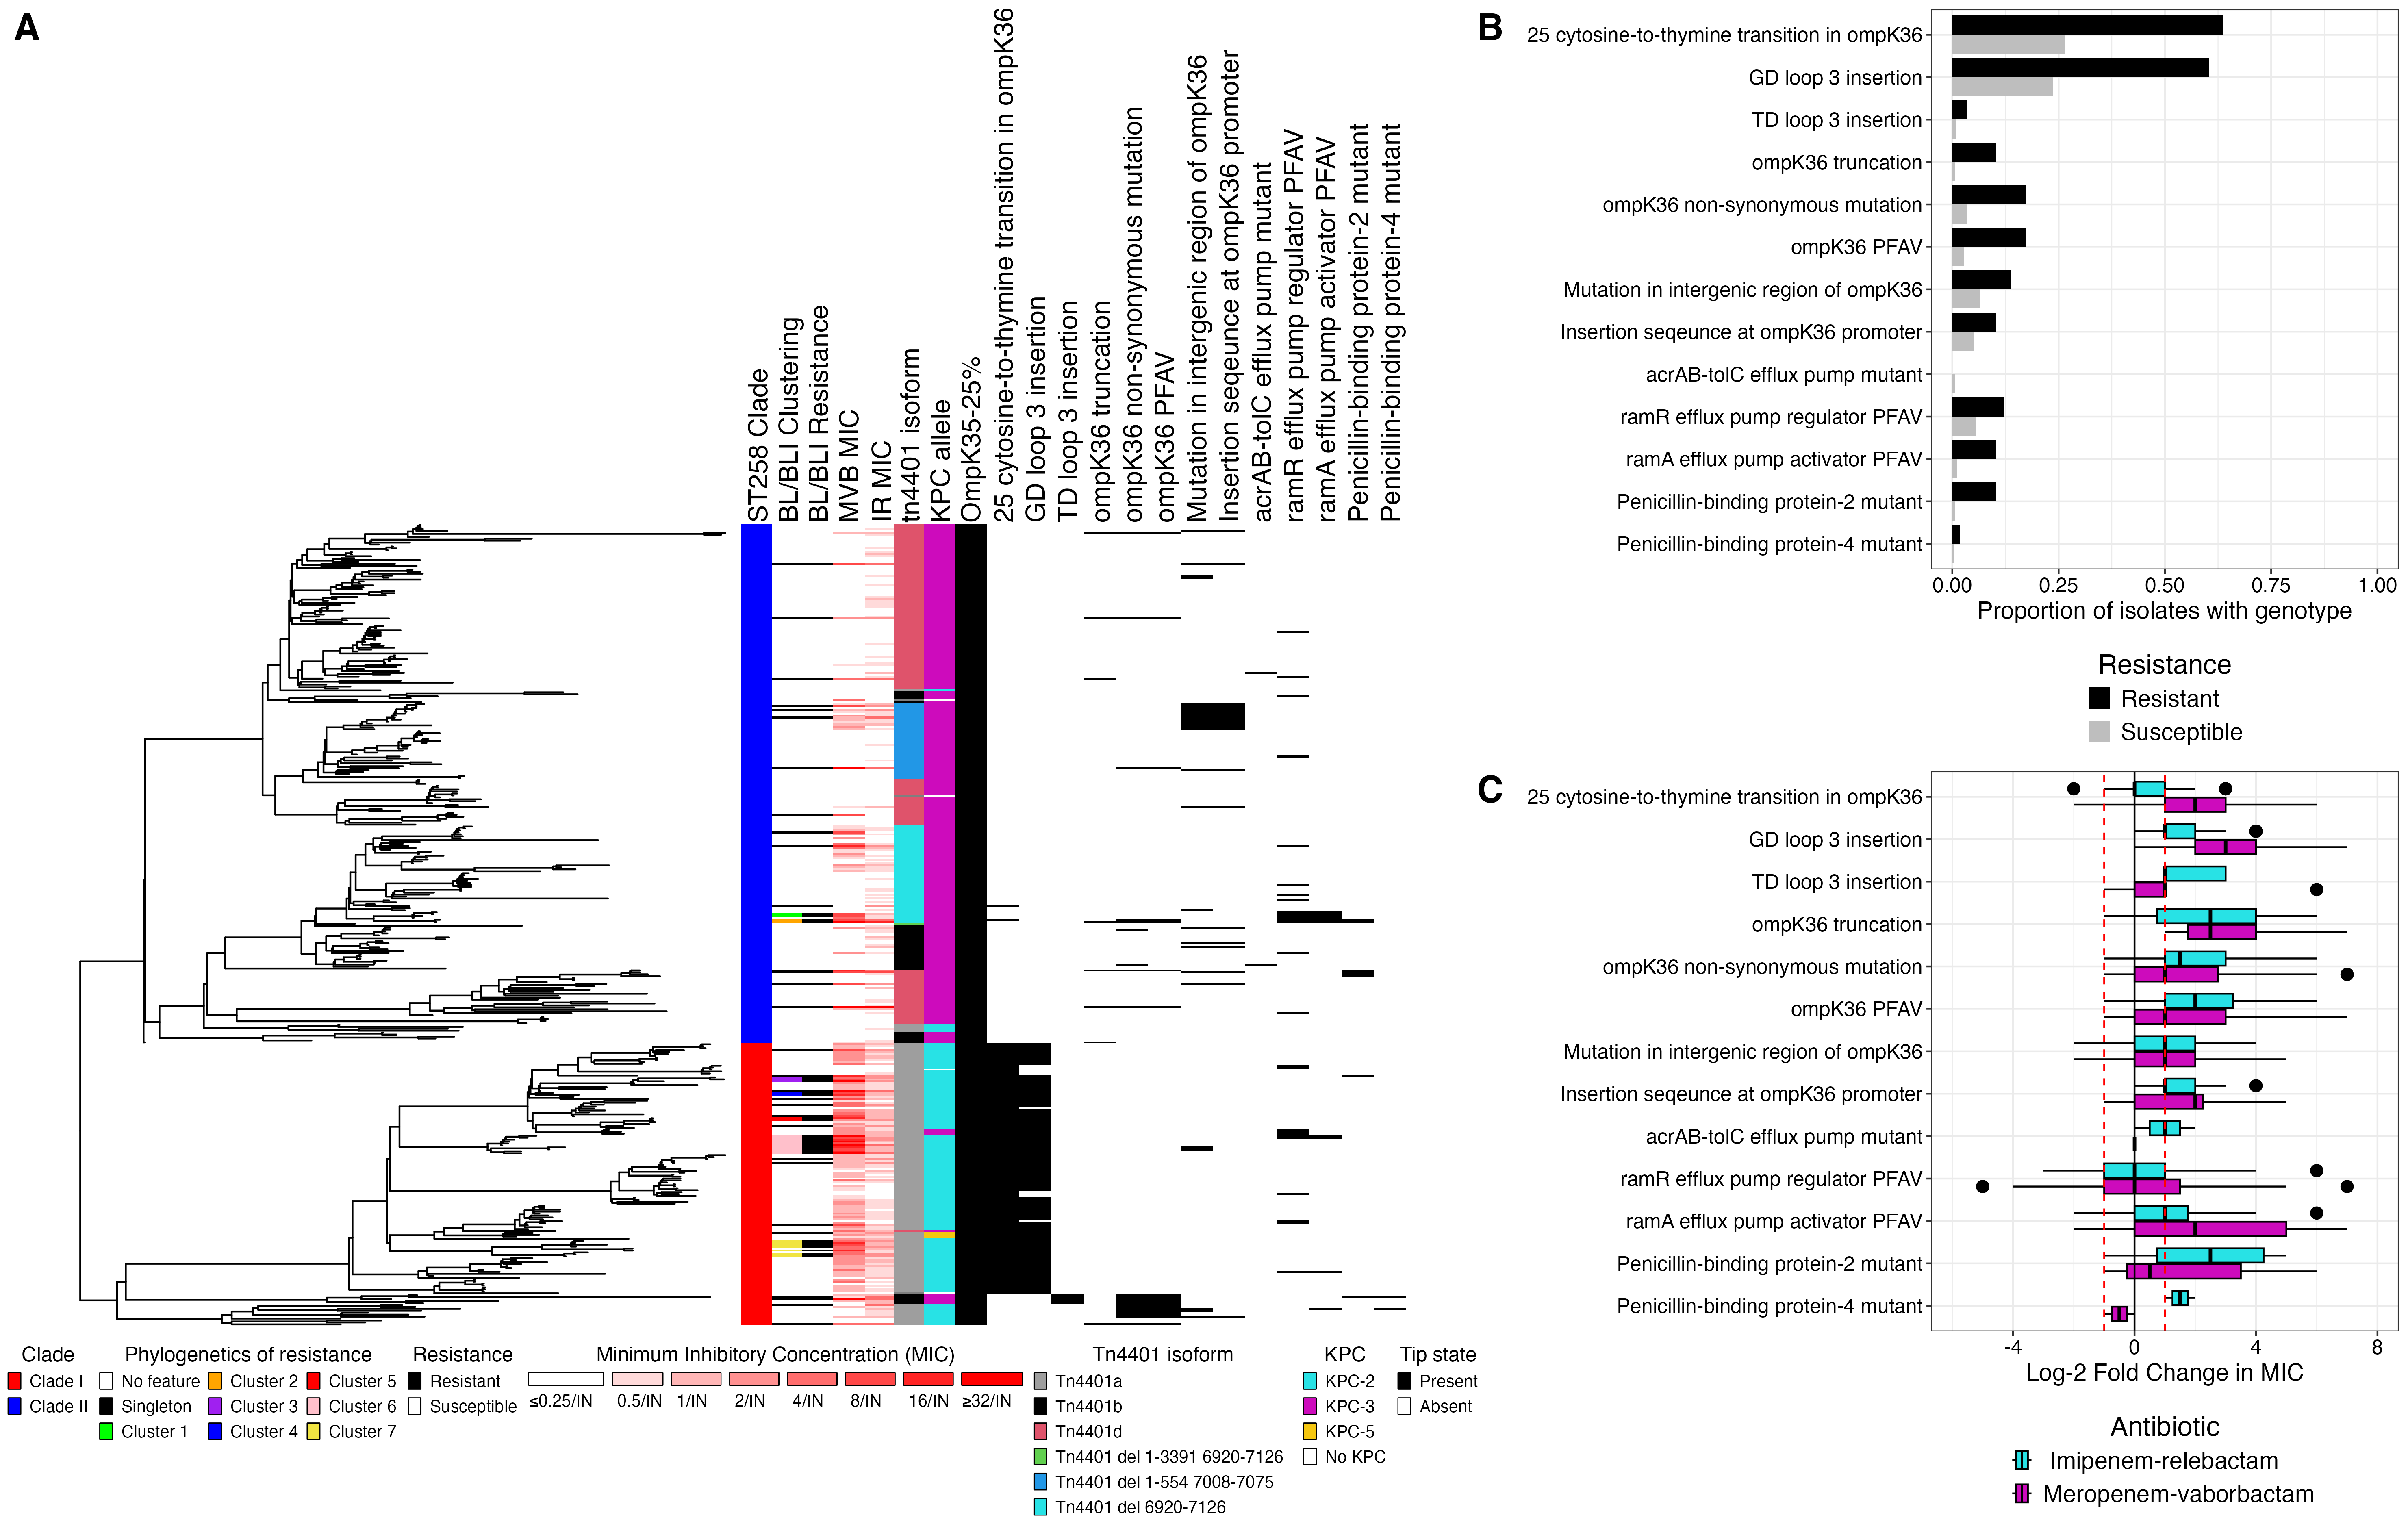 A
ST258 Clade
BL/BLI Clustering
BL/BLI Resistance
MVB MIC
IR MIC
tn4401 isoform
KPC allele
OmpK35-25%
25 cytosine-to-thymine transition in ompK36
GD loop 3 insertion
TD loop 3 insertion
ompK36 truncation
ompK36 non-synonymous mutation
ompK36 PFAV
Mutation in intergenic region of ompK36
Insertion seqeunce at ompK36 promoter
acrAB-tolC efflux pump mutant
ramR efflux pump regulator PFAV
ramA efflux pump activator PFAV
Penicillin-binding protein-2 mutant
Penicillin-binding protein-4 mutant
Clade
Clade I
Clade II
Phylogenetics of resistance
No feature
Singleton
Cluster 1
Cluster 2
Cluster 3
Cluster 4
Cluster 5
Cluster 6
Cluster 7
Resistance
Resistant
Susceptible
Minimum Inhibitory Concentration (MIC)
≤0.25/IN
0.5/IN
1/IN
2/IN
4/IN
8/IN
16/IN
≥32/IN
Tn4401 isoform
Tn4401a
Tn4401b
Tn4401d
Tn4401 del 1-3391 6920-7126
Tn4401 del 1-554 7008-7075
Tn4401 del 6920-7126
KPC
KPC-2
KPC-3
KPC-5
No KPC
Tip state
Present
Absent
B
25 cytosine-to-thymine transition in ompK36
GD loop 3 insertion
TD loop 3 insertion
ompK36 truncation
ompK36 non-synonymous mutation
ompK36 PFAV
Mutation in intergenic region of ompK36
Insertion seqeunce at ompK36 promoter
acrAB-tolC efflux pump mutant
ramR efflux pump regulator PFAV
ramA efflux pump activator PFAV
Penicillin-binding protein-2 mutant
Penicillin-binding protein-4 mutant
0.00 0.25 0.50 0.75 1.00
Proportion of isolates with genotype
Resistance
Resistant
Susceptible
C
25 cytosine-to-thymine transition in ompK36
GD loop 3 insertion
TD loop 3 insertion
ompK36 truncation
ompK36 non-synonymous mutation
ompK36 PFAV
Mutation in intergenic region of ompK36
Insertion seqeunce at ompK36 promoter
acrAB-tolC efflux pump mutant
ramR efflux pump regulator PFAV
ramA efflux pump activator PFAV
Penicillin-binding protein-2 mutant
Penicillin-binding protein-4 mutant
-4 0 4 8
Log-2 Fold Change in MIC
Antibiotic
Imipenem-relebactam
Meropenem-vaborbactam